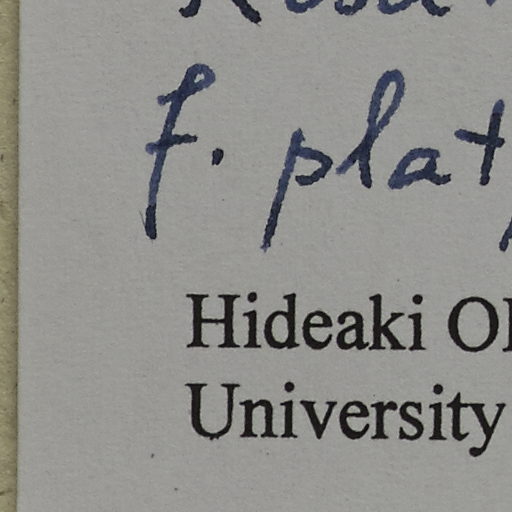 f. plat
Hideaki
University